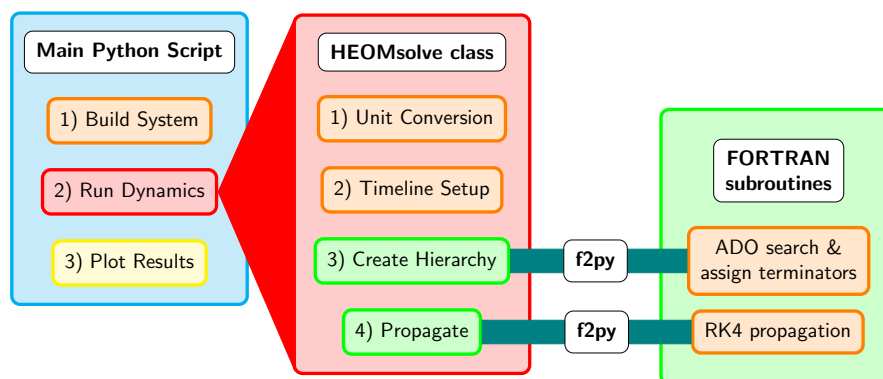 Main Python Script
1) Build System
2) Run Dynamics
3) Plot Results
HEOMsolve class
1) Unit Conversion
2) Timeline Setup
3) Create Hierarchy
4) Propagate
f2py
f2py
FORTRAN
subroutines
ADO search &
assign terminators
RK4 propagation